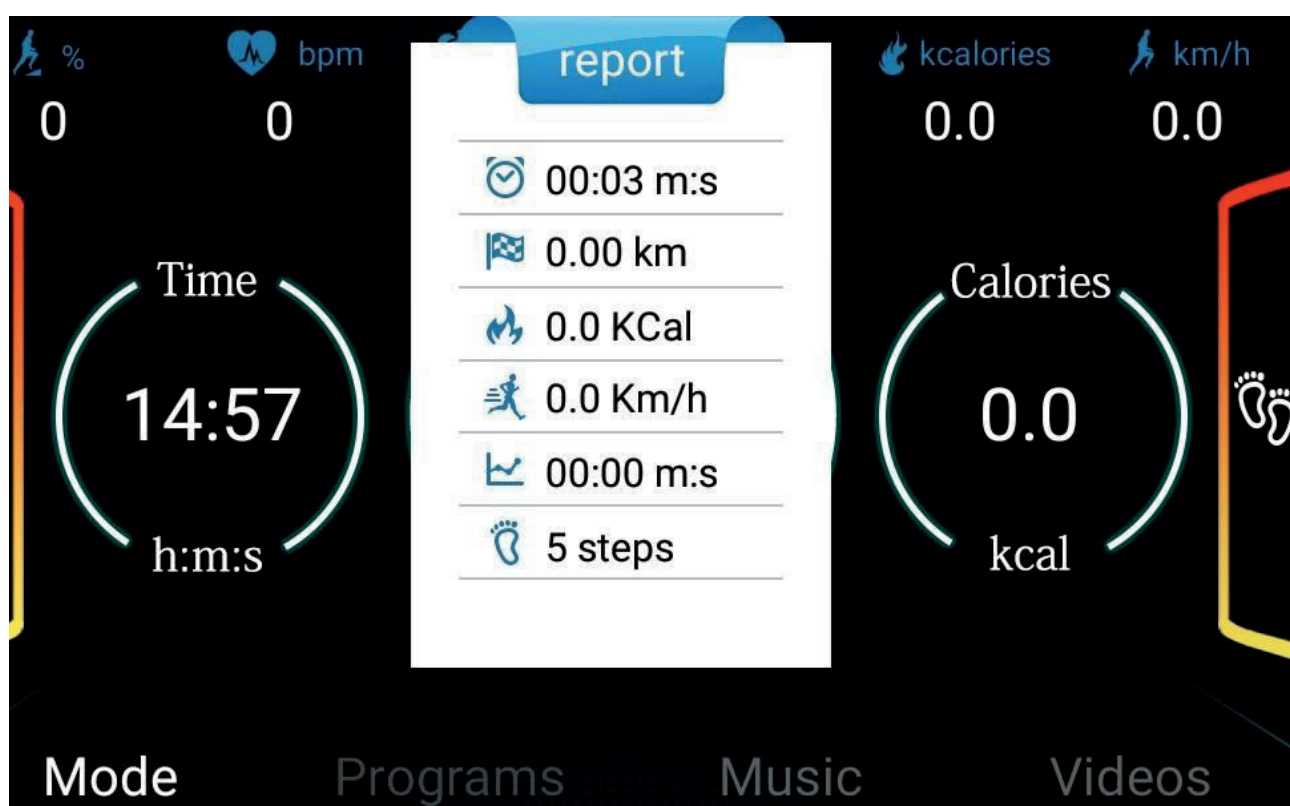 % bpm report kcalories km/h
0 0 0.0 0.0
00:03 m:s
0.00 km
Time Calories
0.0 KCal
0.0 Km/h
14:57 0.0
00:00 m:s
5 steps
h:m:s kcal
Mode Programs Music Videos